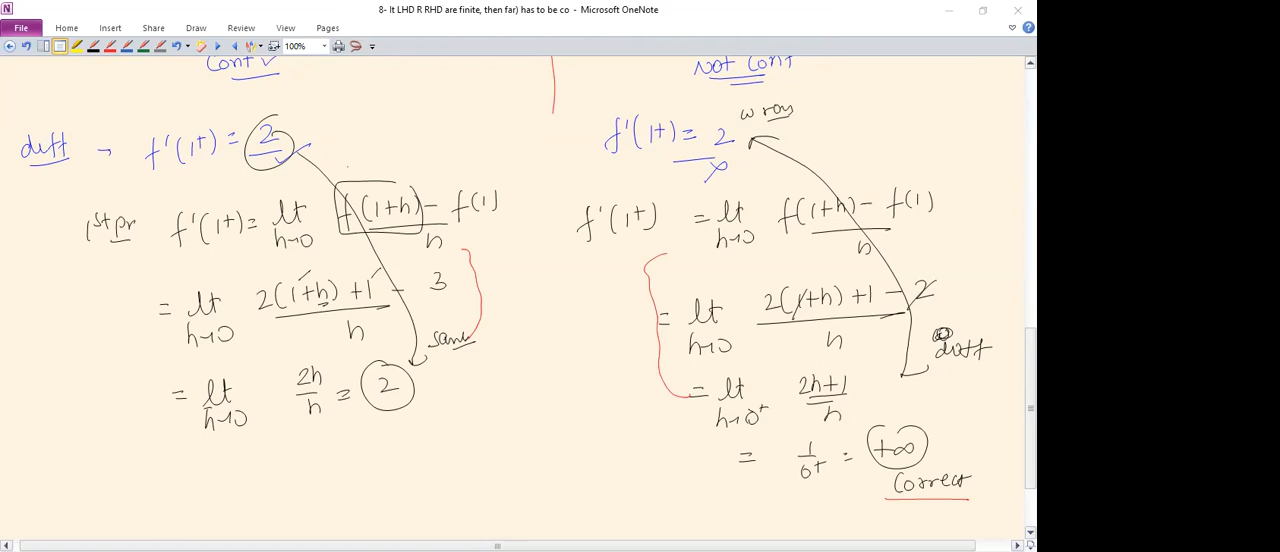 8- It LHD R RHD are finite, then far) has to be co - Microsoft OneNote
File Home Insert Share Draw Review View Pages
100%
Cont ✓
diff → f'(1+) = 2
1st pr f'(1+) = lt h→0 f(1+h) - f(1) / h
= lt h→0 2(1+h) + 1 - 3 / h
same
= lt h→0 2h / h = 2
Not Cont
wrong
f'(1+) = 2 ×
f'(1+) = lt h→0 f(1+h) - f(1) / h
= lt h→0 2(1+h) + 1 - 2 / h
diff
= lt h→0+ 2h+1 / h
= 1 / 0+ = +∞
Correct